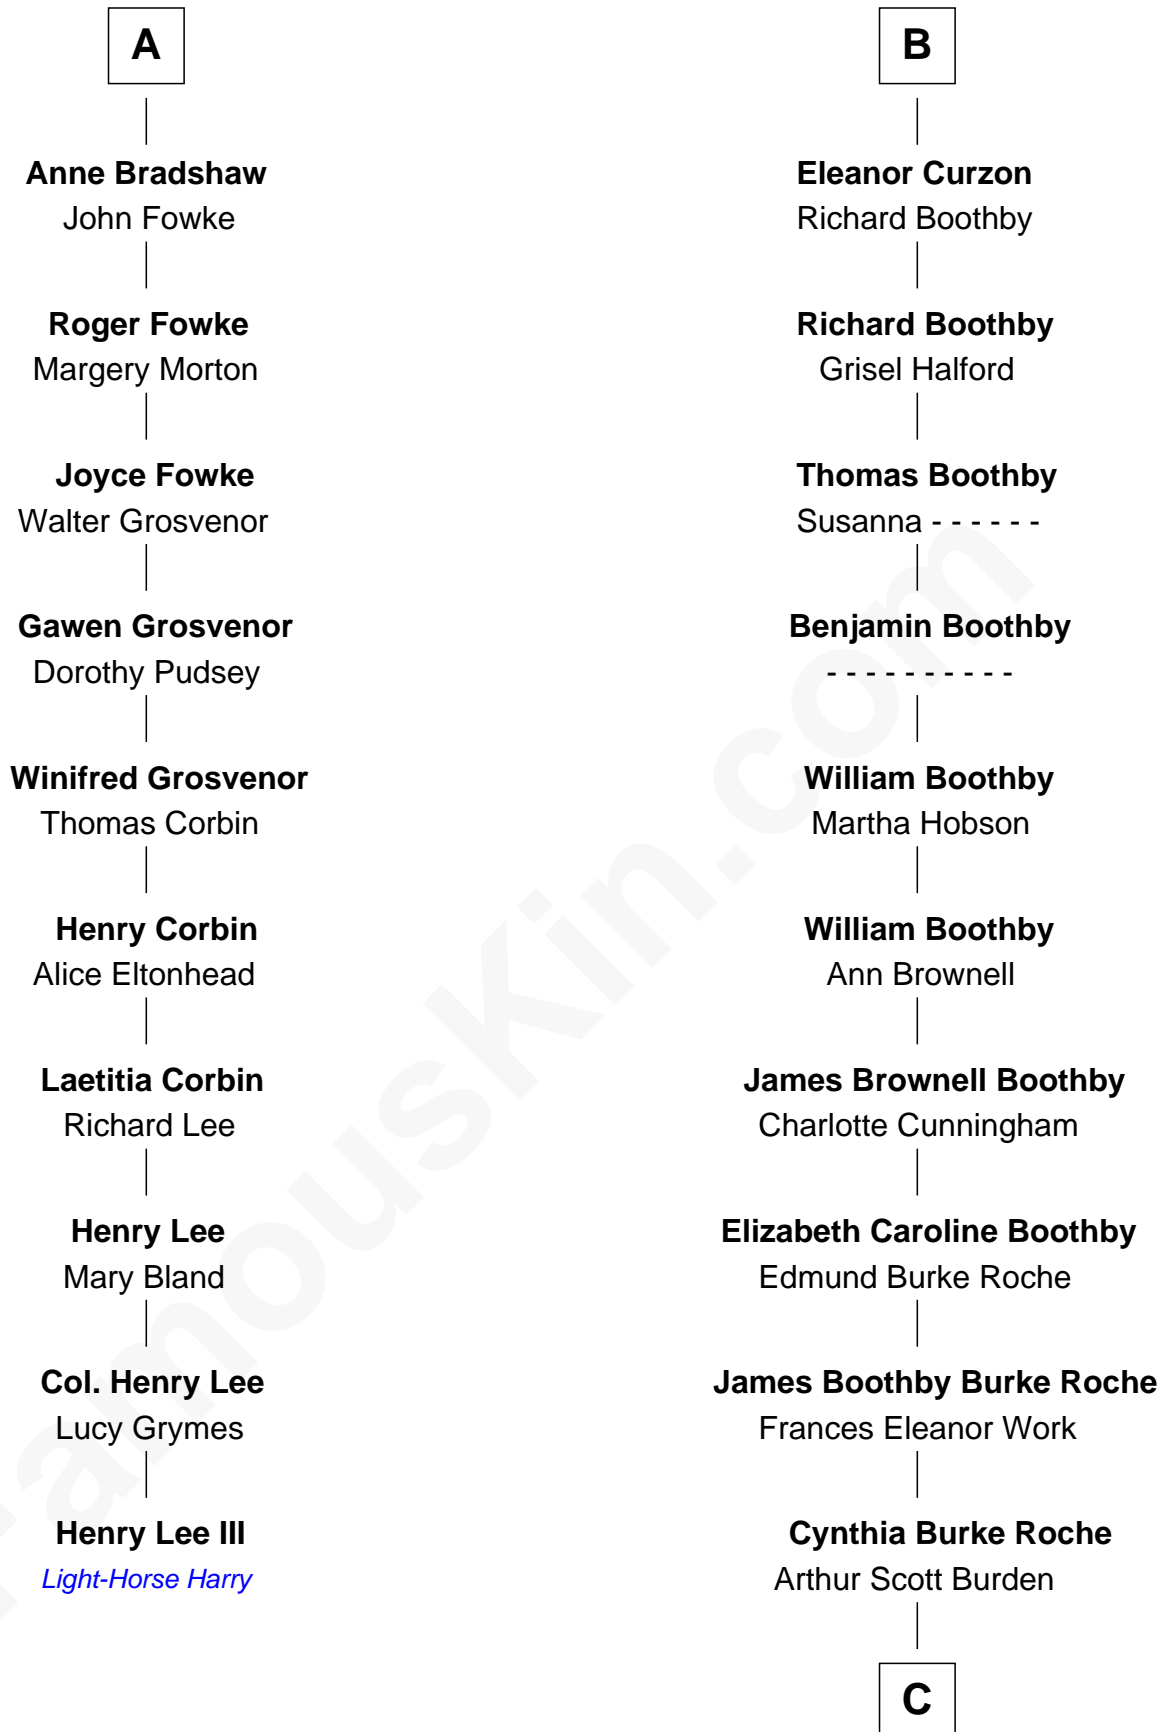 A
Anne Bradshaw
John Fowke
Roger Fowke
Margery Morton
Joyce Fowke
Walter Grosvenor
Gawen Grosvenor
Dorothy Pudsey
Winifred Grosvenor
Thomas Corbin
Henry Corbin
Alice Eltonhead
Laetitia Corbin
Richard Lee
Henry Lee
Mary Bland
Col. Henry Lee
Lucy Grymes
Henry Lee III
Light-Horse Harry
B
Eleanor Curzon
Richard Boothby
Richard Boothby
Grisel Halford
Thomas Boothby
Susanna - - - - - -
Benjamin Boothby
- - - - - - - - - -
William Boothby
Martha Hobson
William Boothby
Ann Brownell
James Brownell Boothby
Charlotte Cunningham
Elizabeth Caroline Boothby
Edmund Burke Roche
James Boothby Burke Roche
Frances Eleanor Work
Cynthia Burke Roche
Arthur Scott Burden
C
FamousKin.com